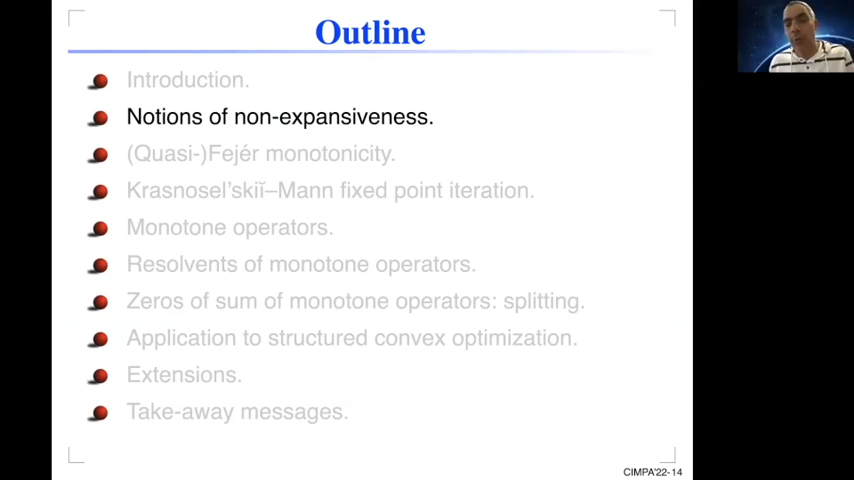 Outline
Introduction.
Notions of non-expansiveness.
(Quasi-)Fejér monotonicity.
Krasnosel'skiĭ–Mann fixed point iteration.
Monotone operators.
Resolvents of monotone operators.
Zeros of sum of monotone operators: splitting.
Application to structured convex optimization.
Extensions.
Take-away messages.
CIMPA'22-14